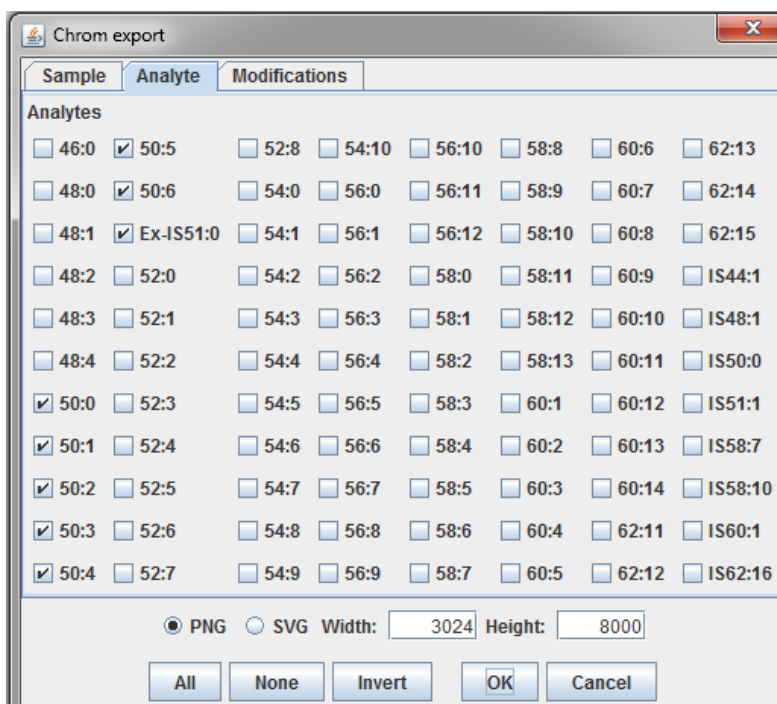 Chrom export
Sample Analyte Modifications
Analytes
46:0 50:5 52:8 54:10 56:10 58:8 60:6 62:13
48:0 50:6 54:0 56:0 56:11 58:9 60:7 62:14
48:1 Ex-IS51:0 54:1 56:1 56:12 58:10 60:8 62:15
48:2 52:0 54:2 56:2 58:0 58:11 60:9 IS44:1
48:3 52:1 54:3 56:3 58:1 58:12 60:10 IS48:1
48:4 52:2 54:4 56:4 58:2 58:13 60:11 IS50:0
50:0 52:3 54:5 56:5 58:3 60:1 60:12 IS51:1
50:1 52:4 54:6 56:6 58:4 60:2 60:13 IS58:7
50:2 52:5 54:7 56:7 58:5 60:3 60:14 IS58:10
50:3 52:6 54:8 56:8 58:6 60:4 62:11 IS60:1
50:4 52:7 54:9 56:9 58:7 60:5 62:12 IS62:16
PNG SVG Width: 3024 Height: 8000
All None Invert OK Cancel